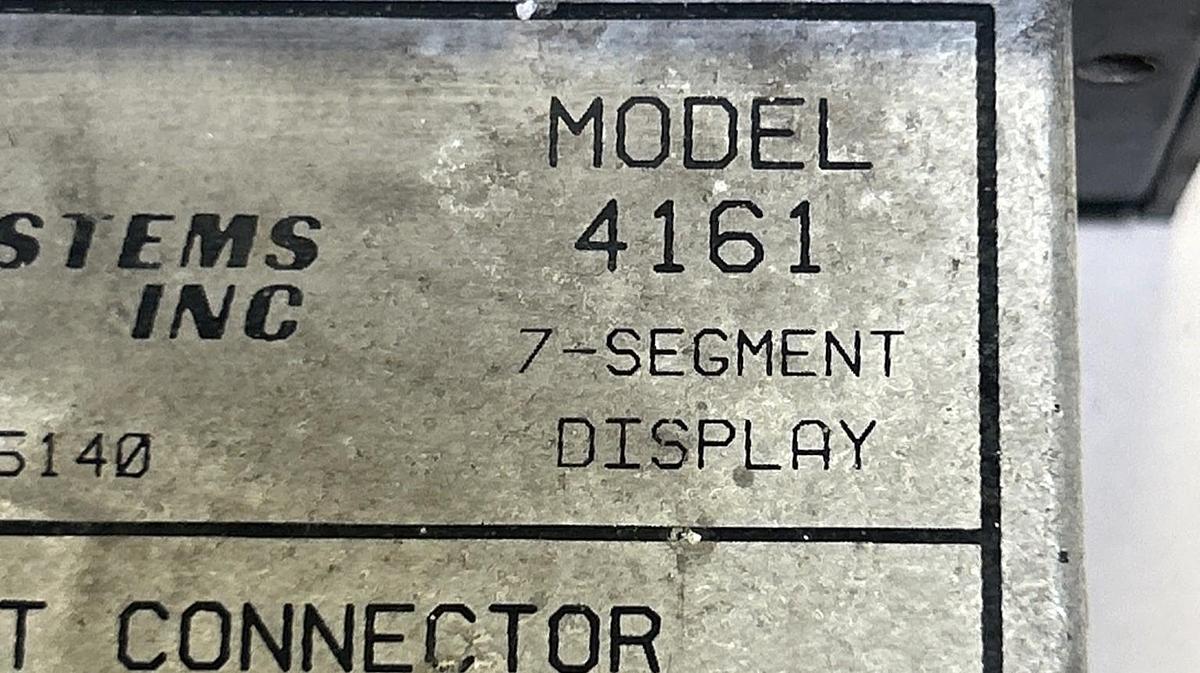 MODEL
4161
STEMS
INC
7-SEGMENT
DISPLAY
5140
T CONNECTOR